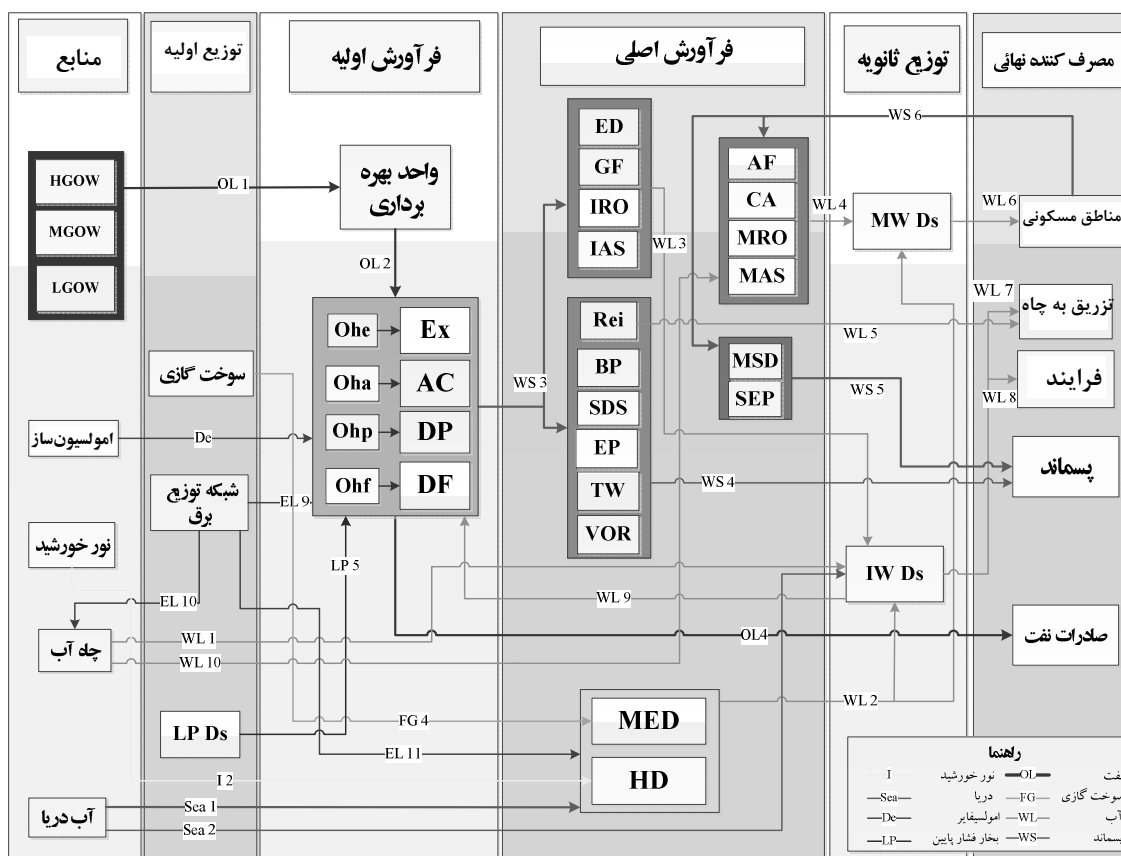 منابع
توزیع اولیه
فرآورش اولیه
فرآورش اصلی
توزیع ثانویه
مصرف کننده نهائی
HGOW
MGOW
LGOW
OL 1
واحد بهره
برداری
OL 2
Ohe
Ex
Oha
AC
Ohp
DP
Ohf
DF
سوخت گازی
امولسیون‌ساز
De
شبکه توزیع
برق
EL 9
نور خورشید
EL 10
چاه آب
WL 1
WL 10
LP Ds
LP 5
آب دریا
Sea 1
Sea 2
FG 4
EL 11
I 2
WS 3
ED
GF
IRO
IAS
WL 3
Rei
BP
SDS
EP
TW
VOR
AF
CA
MRO
MAS
MSD
SEP
WS 6
WL 4
MW Ds
WL 6
مناطق مسکونی
WL 5
WL 7
تزریق به چاه
WL 8
فرایند
WS 5
WS 4
پسماند
IW Ds
WL 9
OL4
صادرات نفت
MED
HD
WL 2
راهنما
نفت OL نور خورشید I
سوخت گازی FG دریا Sea
آب WL امولسیفایر De
پسماند WS بخار فشار پایین LP